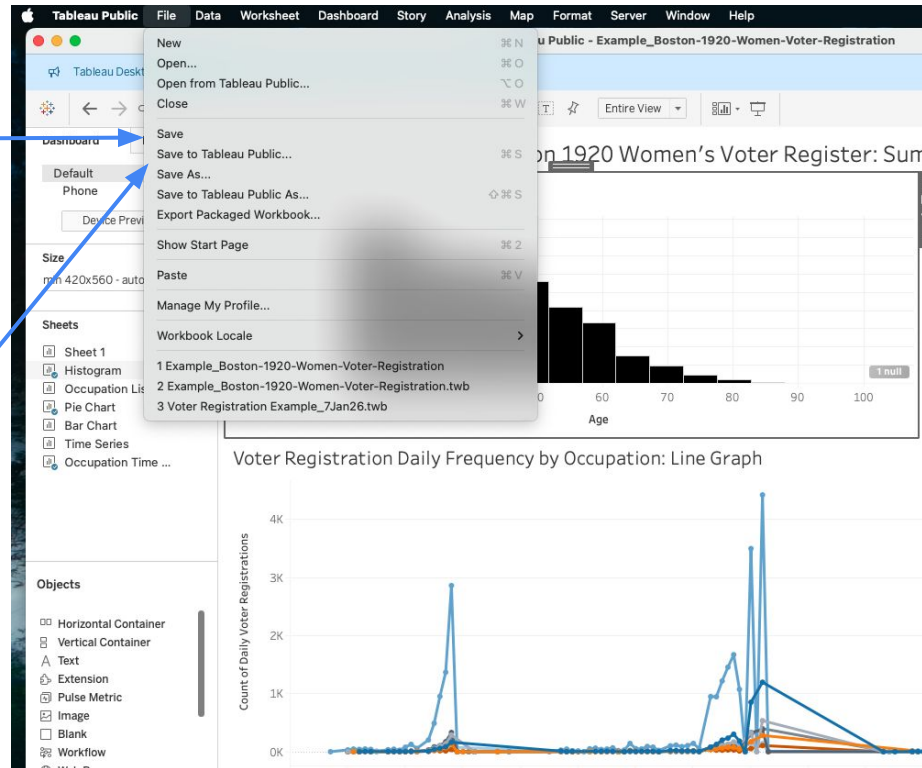 Tableau Public File Data Worksheet Dashboard Story Analysis Map Format Server Window Help
u Public - Example_Boston-1920-Women-Voter-Registration
Tableau Deskt
Entire View
Dashboard
Default
Phone
Device Previ
Size
min 420x560 - auto
Sheets
Sheet 1
Histogram
Occupation Lis
Pie Chart
Bar Chart
Time Series
Occupation Time ...
Objects
Horizontal Container
Vertical Container
Text
Extension
Pulse Metric
Image
Blank
Workflow
New ⌘ N
Open... ⌘ O
Open from Tableau Public... ⌥ O
Close ⌘ W
Save
Save to Tableau Public... ⌘ S
Save As...
Save to Tableau Public As... ⇧ ⌘ S
Export Packaged Workbook...
Show Start Page ⌘ 2
Paste ⌘ V
Manage My Profile...
Workbook Locale
1 Example_Boston-1920-Women-Voter-Registration
2 Example_Boston-1920-Women-Voter-Registration.twb
3 Voter Registration Example_7Jan26.twb
on 1920 Women's Voter Register: Sum
1 null
0 60 70 80 90 100
Age
Voter Registration Daily Frequency by Occupation: Line Graph
Count of Daily Voter Registrations
4K
3K
2K
1K
0K